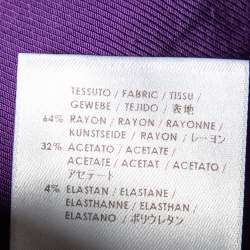 TESSUTO / FABRIC / TISSU /
GEWEBE / TEJIDO / 表地
64% RAYON / RAYON / RAYONNE /
KUNSTSEIDE / RAYON / レーヨン
32% ACETATO / ACETATE /
ACETATE / ACETAT / ACETATO /
アセテート
4% ELASTAN / ELASTANE /
ELASTHANNE / ELASTHAN /
ELASTANO / ポリウレタン